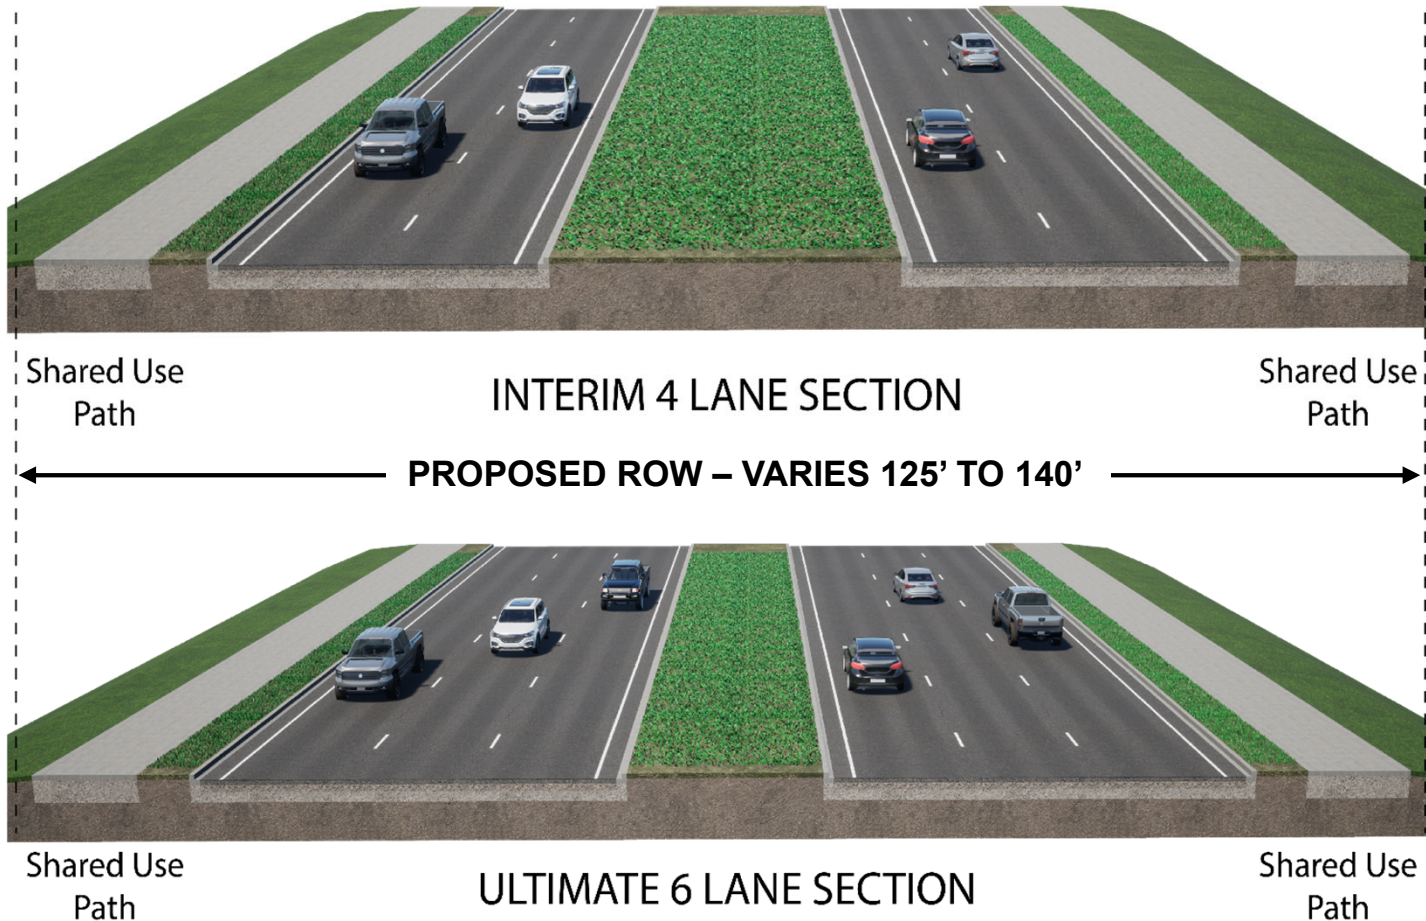 Shared Use
Path
INTERIM 4 LANE SECTION
Shared Use
Path
PROPOSED ROW – VARIES 125’ TO 140’
Shared Use
Path
ULTIMATE 6 LANE SECTION
Shared Use
Path